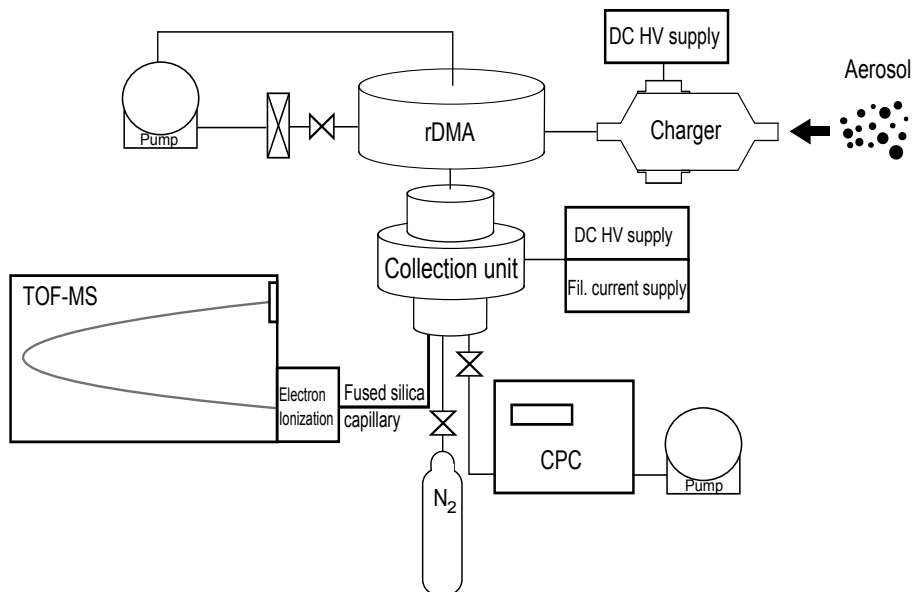 DC HV supply
Aerosol
Pump
rDMA
Charger
DC HV supply
Collection unit
Fil. current supply
TOF-MS
Electron
Ionization
Fused silica
capillary
CPC
Pump
N2